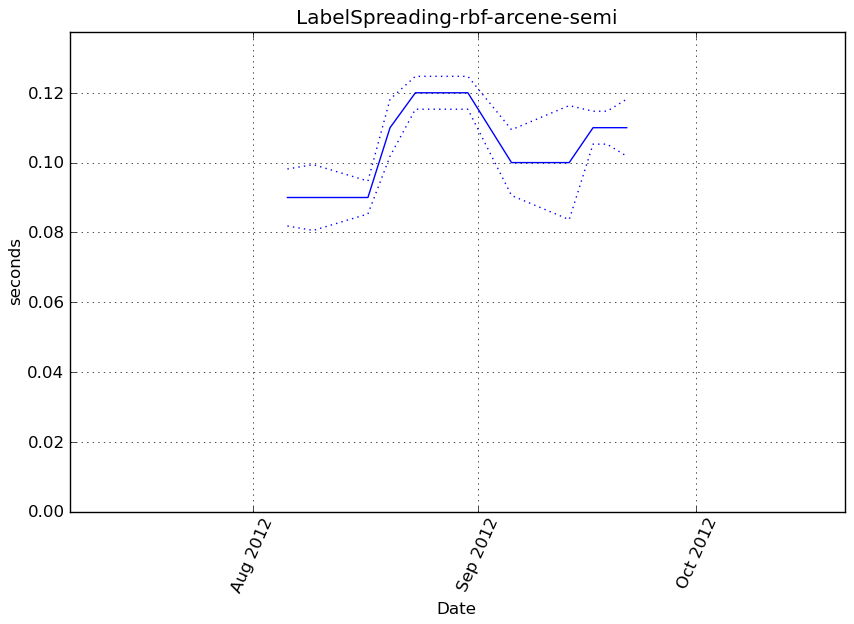 LabelSpreading-rbf-arcene-semi
0.12
0.10
0.08
0.06
0.04
0.02
0.00
seconds
Aug 2012
Sep 2012
Oct 2012
Date